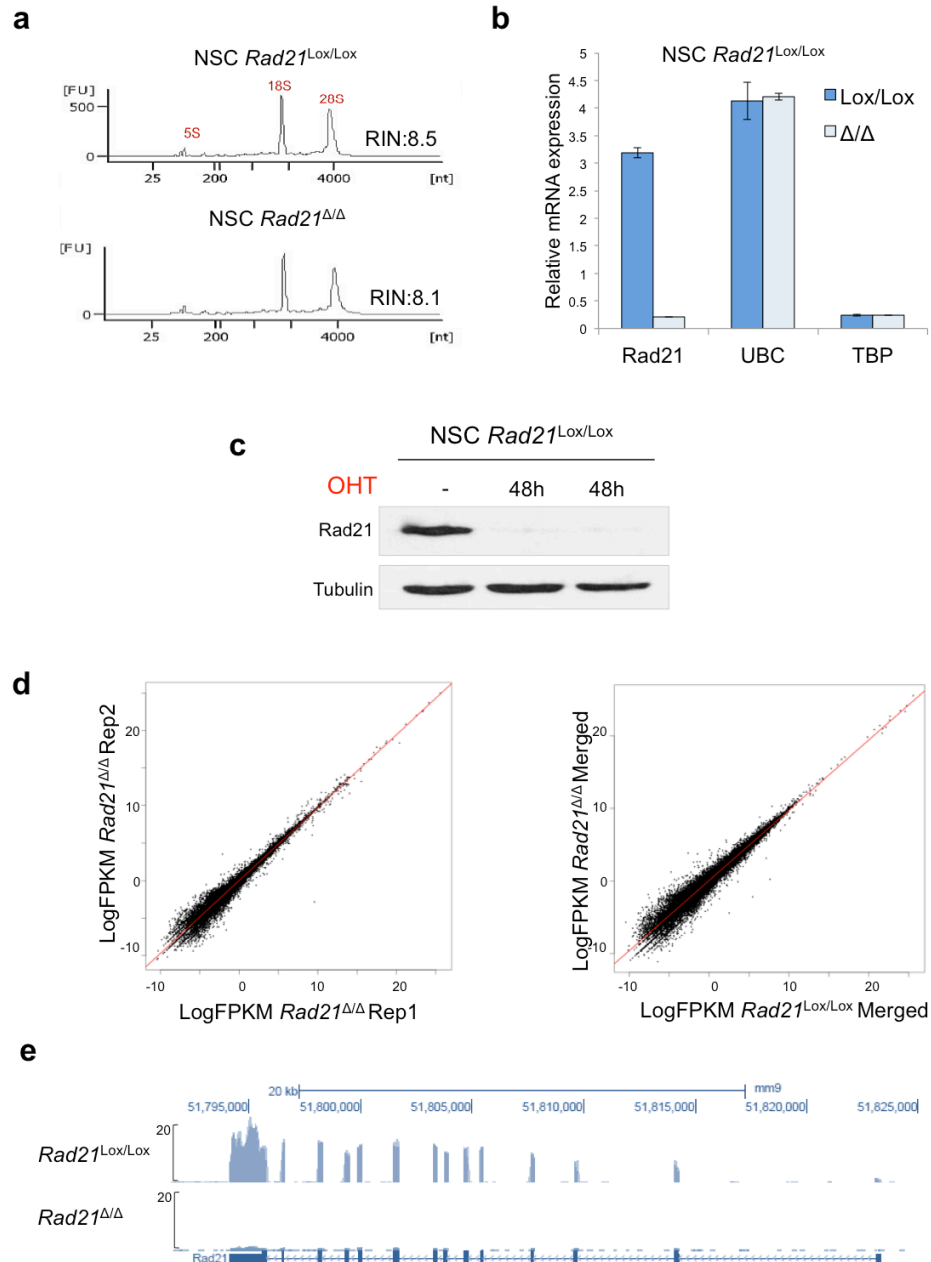 a
NSC Rad21Lox/Lox
[FU]
500
0
5S
18S
28S
RIN:8.5
25
200
4000
[nt]
NSC Rad21Δ/Δ
[FU]
0
RIN:8.1
25
200
4000
[nt]
b
NSC Rad21Lox/Lox
Relative mRNA expression
5
4.5
4
3.5
3
2.5
2
1.5
1
0.5
0
Lox/Lox
Δ/Δ
Rad21
UBC
TBP
c
NSC Rad21Lox/Lox
OHT
-
48h
48h
Rad21
Tubulin
d
LogFPKM Rad21Δ/Δ Rep2
20
10
0
-10
-10
0
10
20
LogFPKM Rad21Δ/Δ Rep1
LogFPKM Rad21Δ/Δ Merged
20
10
0
-10
-10
0
10
20
LogFPKM Rad21Lox/Lox Merged
e
20 kb
mm9
51,795,000
51,800,000
51,805,000
51,810,000
51,815,000
51,820,000
51,825,000
Rad21Lox/Lox
20
Rad21Δ/Δ
20
Rad21